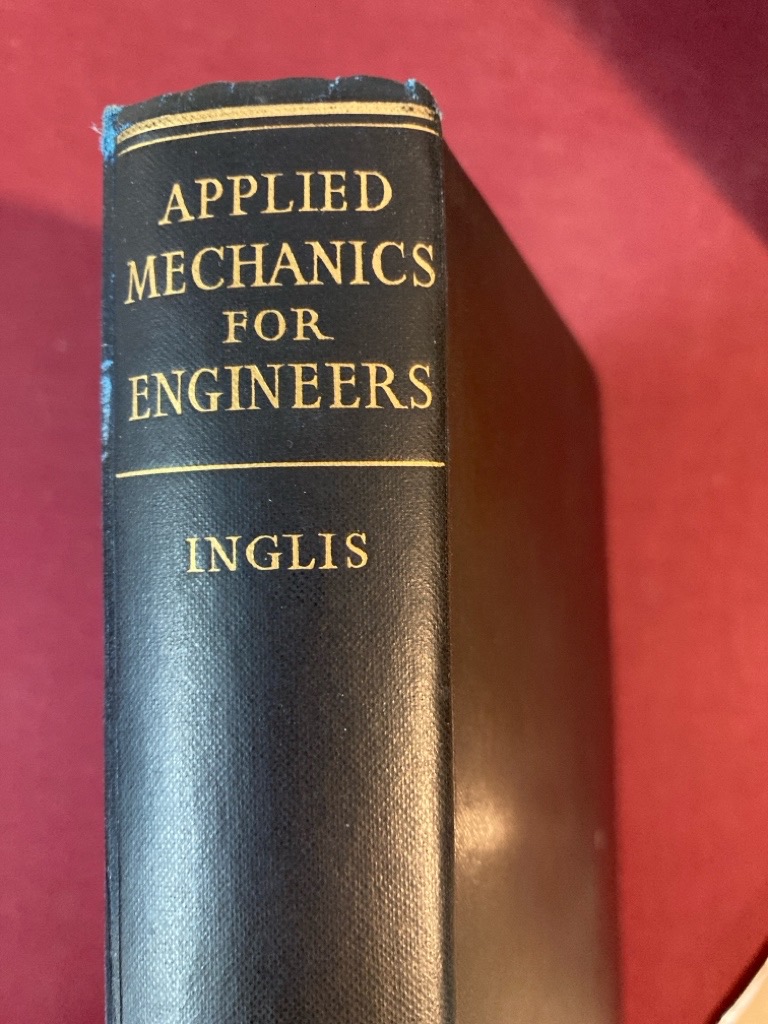 APPLIED
MECHANICS
FOR
ENGINEERS
INGLIS